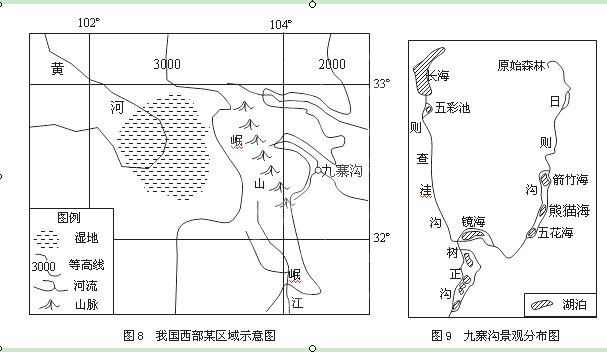 102°
104°
黄
3000
2000
33°
河
岷
山
九寨沟
32°
岷
江
图例
湿地
3000 等高线
河流
山脉
图8 我国西部某区域示意图
长海
原始森林
五彩池
日
则
沟
则
查
洼
沟
箭竹海
熊猫海
五花海
镜海
树
正
沟
湖泊
图9 九寨沟景观分布图